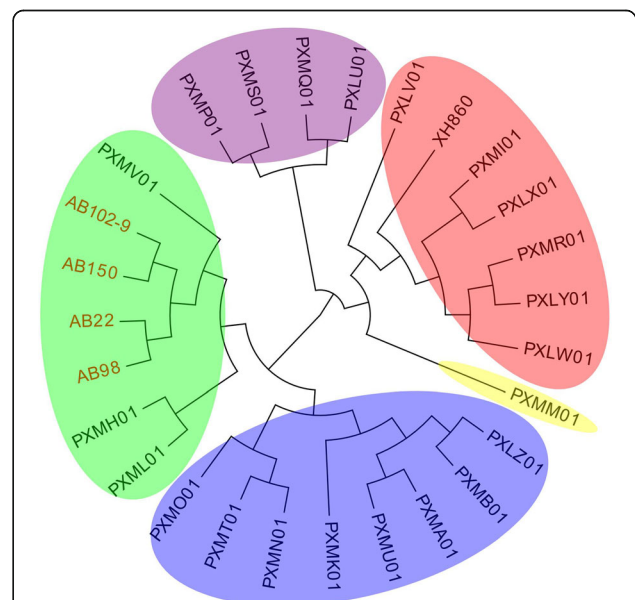 PXMP01
PXMS01
PXMQ01
PXLU01
PXLV01
XH860
PXMI01
PXLX01
PXMR01
PXLY01
PXLW01
PXMM01
PXLZ01
PXMB01
PXMA01
PXMU01
PXMK01
PXMN01
PXMT01
PXMO01
PXML01
PXMH01
AB98
AB22
AB150
AB102-9
PXMV01